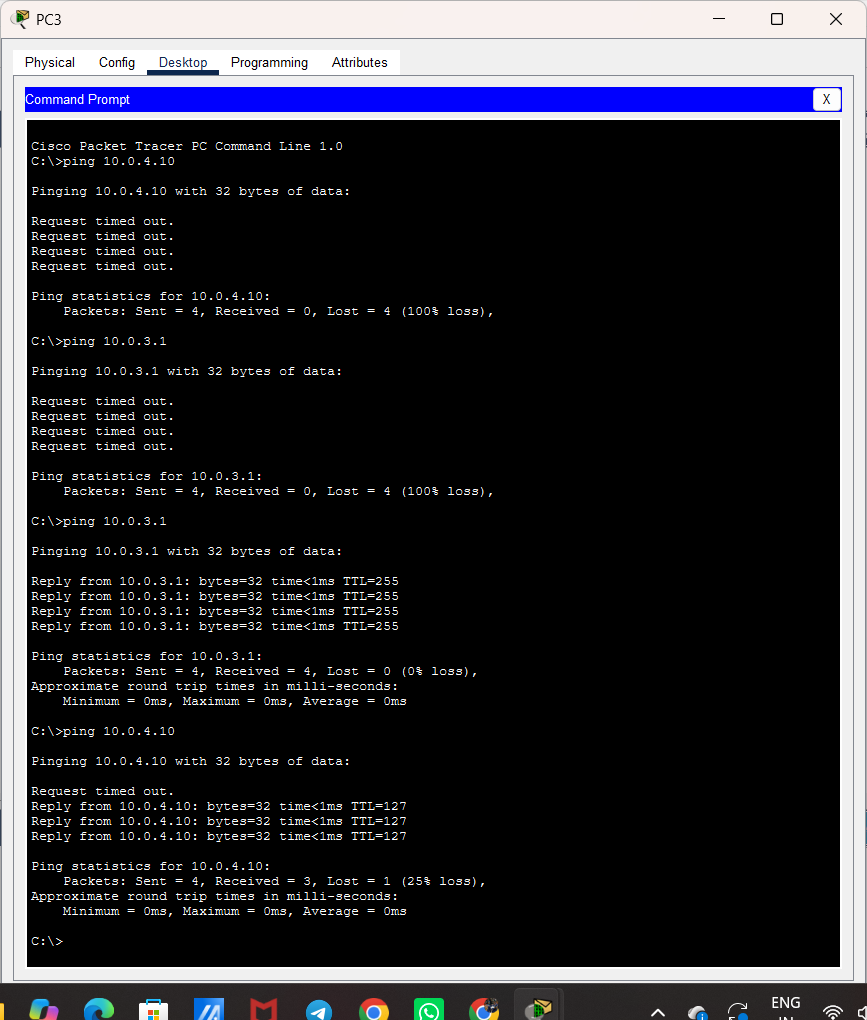 PC3
Physical Config Desktop Programming Attributes
Command Prompt X
Cisco Packet Tracer PC Command Line 1.0
C:\>ping 10.0.4.10
Pinging 10.0.4.10 with 32 bytes of data:
Request timed out.
Request timed out.
Request timed out.
Request timed out.
Ping statistics for 10.0.4.10:
    Packets: Sent = 4, Received = 0, Lost = 4 (100% loss),
C:\>ping 10.0.3.1
Pinging 10.0.3.1 with 32 bytes of data:
Request timed out.
Request timed out.
Request timed out.
Request timed out.
Ping statistics for 10.0.3.1:
    Packets: Sent = 4, Received = 0, Lost = 4 (100% loss),
C:\>ping 10.0.3.1
Pinging 10.0.3.1 with 32 bytes of data:
Reply from 10.0.3.1: bytes=32 time<1ms TTL=255
Reply from 10.0.3.1: bytes=32 time<1ms TTL=255
Reply from 10.0.3.1: bytes=32 time<1ms TTL=255
Reply from 10.0.3.1: bytes=32 time<1ms TTL=255
Ping statistics for 10.0.3.1:
    Packets: Sent = 4, Received = 4, Lost = 0 (0% loss),
Approximate round trip times in milli-seconds:
    Minimum = 0ms, Maximum = 0ms, Average = 0ms
C:\>ping 10.0.4.10
Pinging 10.0.4.10 with 32 bytes of data:
Request timed out.
Reply from 10.0.4.10: bytes=32 time<1ms TTL=127
Reply from 10.0.4.10: bytes=32 time<1ms TTL=127
Reply from 10.0.4.10: bytes=32 time<1ms TTL=127
Ping statistics for 10.0.4.10:
    Packets: Sent = 4, Received = 3, Lost = 1 (25% loss),
Approximate round trip times in milli-seconds:
    Minimum = 0ms, Maximum = 0ms, Average = 0ms
C:\>
ENG